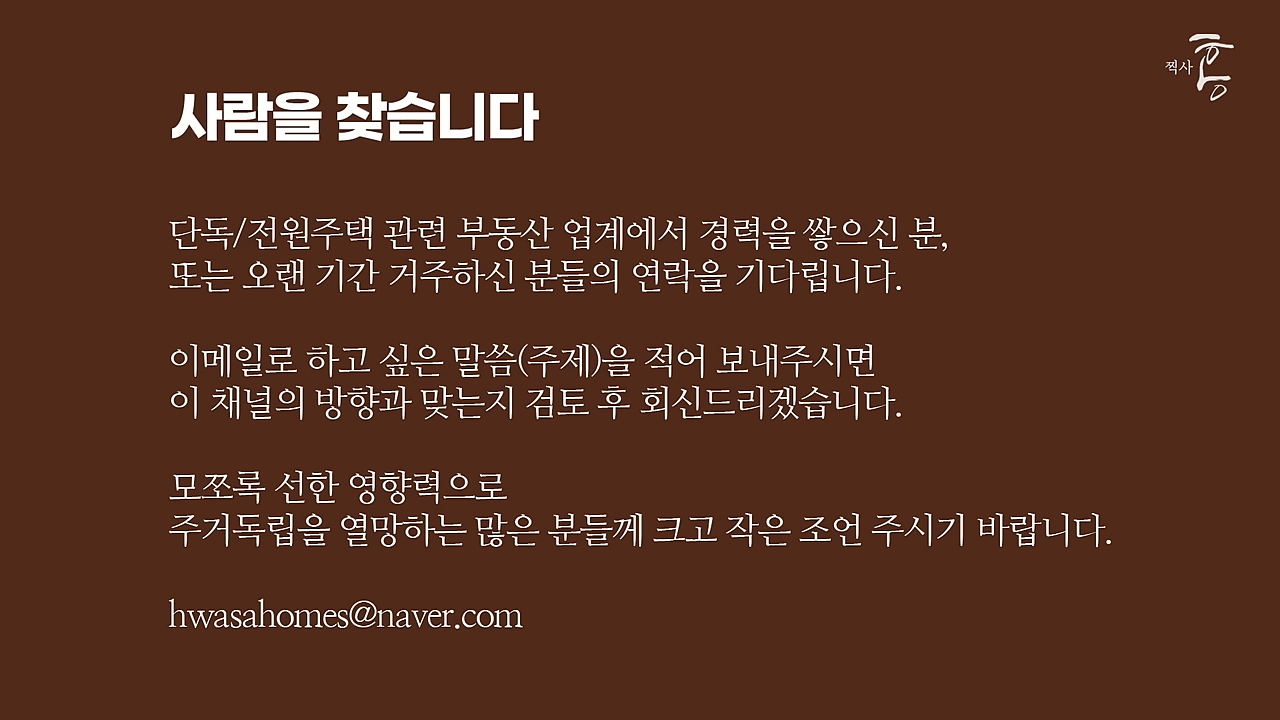 찍사 홍
사람을 찾습니다
단독/전원주택 관련 부동산 업계에서 경력을 쌓으신 분,
또는 오랜 기간 거주하신 분들의 연락을 기다립니다.
이메일로 하고 싶은 말씀(주제)을 적어 보내주시면
이 채널의 방향과 맞는지 검토 후 회신드리겠습니다.
모쪼록 선한 영향력으로
주거독립을 열망하는 많은 분들께 크고 작은 조언 주시기 바랍니다.
hwasahomes@naver.com